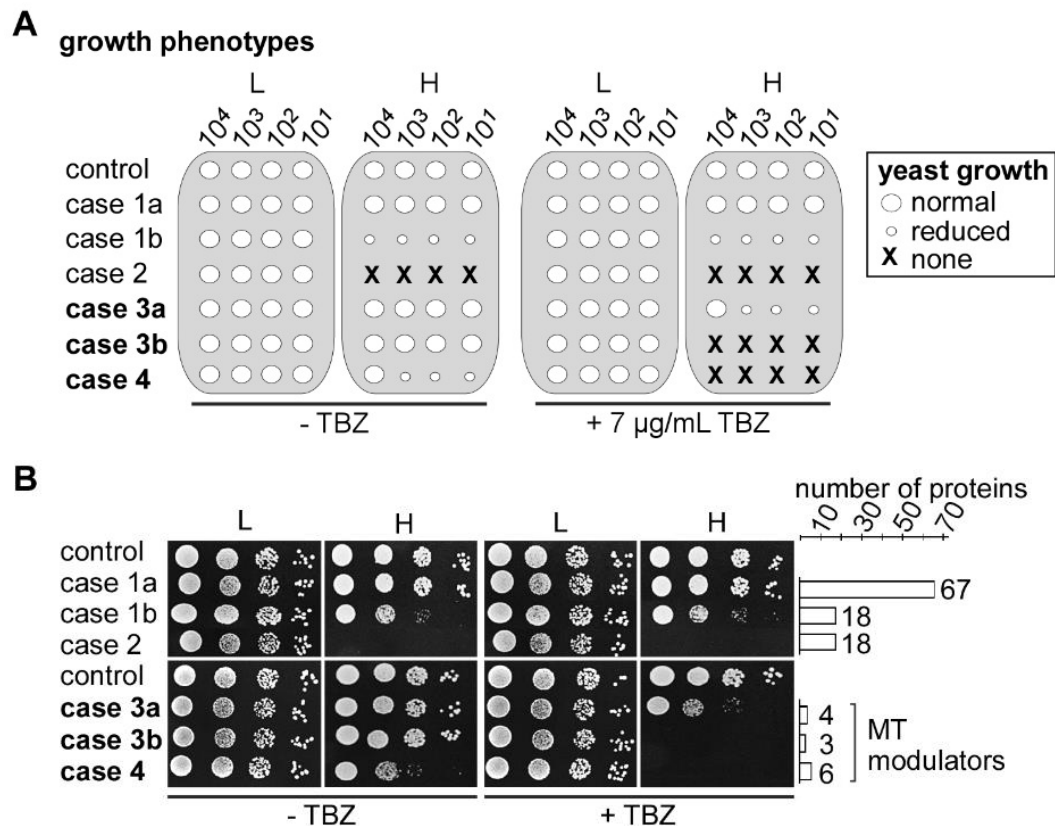 A
growth phenotypes
L H L H
10⁴ 10³ 10² 10¹ 10⁴ 10³ 10² 10¹ 10⁴ 10³ 10² 10¹ 10⁴ 10³ 10² 10¹
control
case 1a
case 1b
case 2 X X X X X X X X
case 3a
case 3b X X X X
case 4 X X X X
- TBZ + 7 µg/mL TBZ
yeast growth
normal
reduced
X none
B
number of proteins
L H L H 10 30 50 70
control
case 1a 67
case 1b 18
case 2 18
control
case 3a 4
case 3b 3
case 4 6
MT
modulators
- TBZ + TBZ